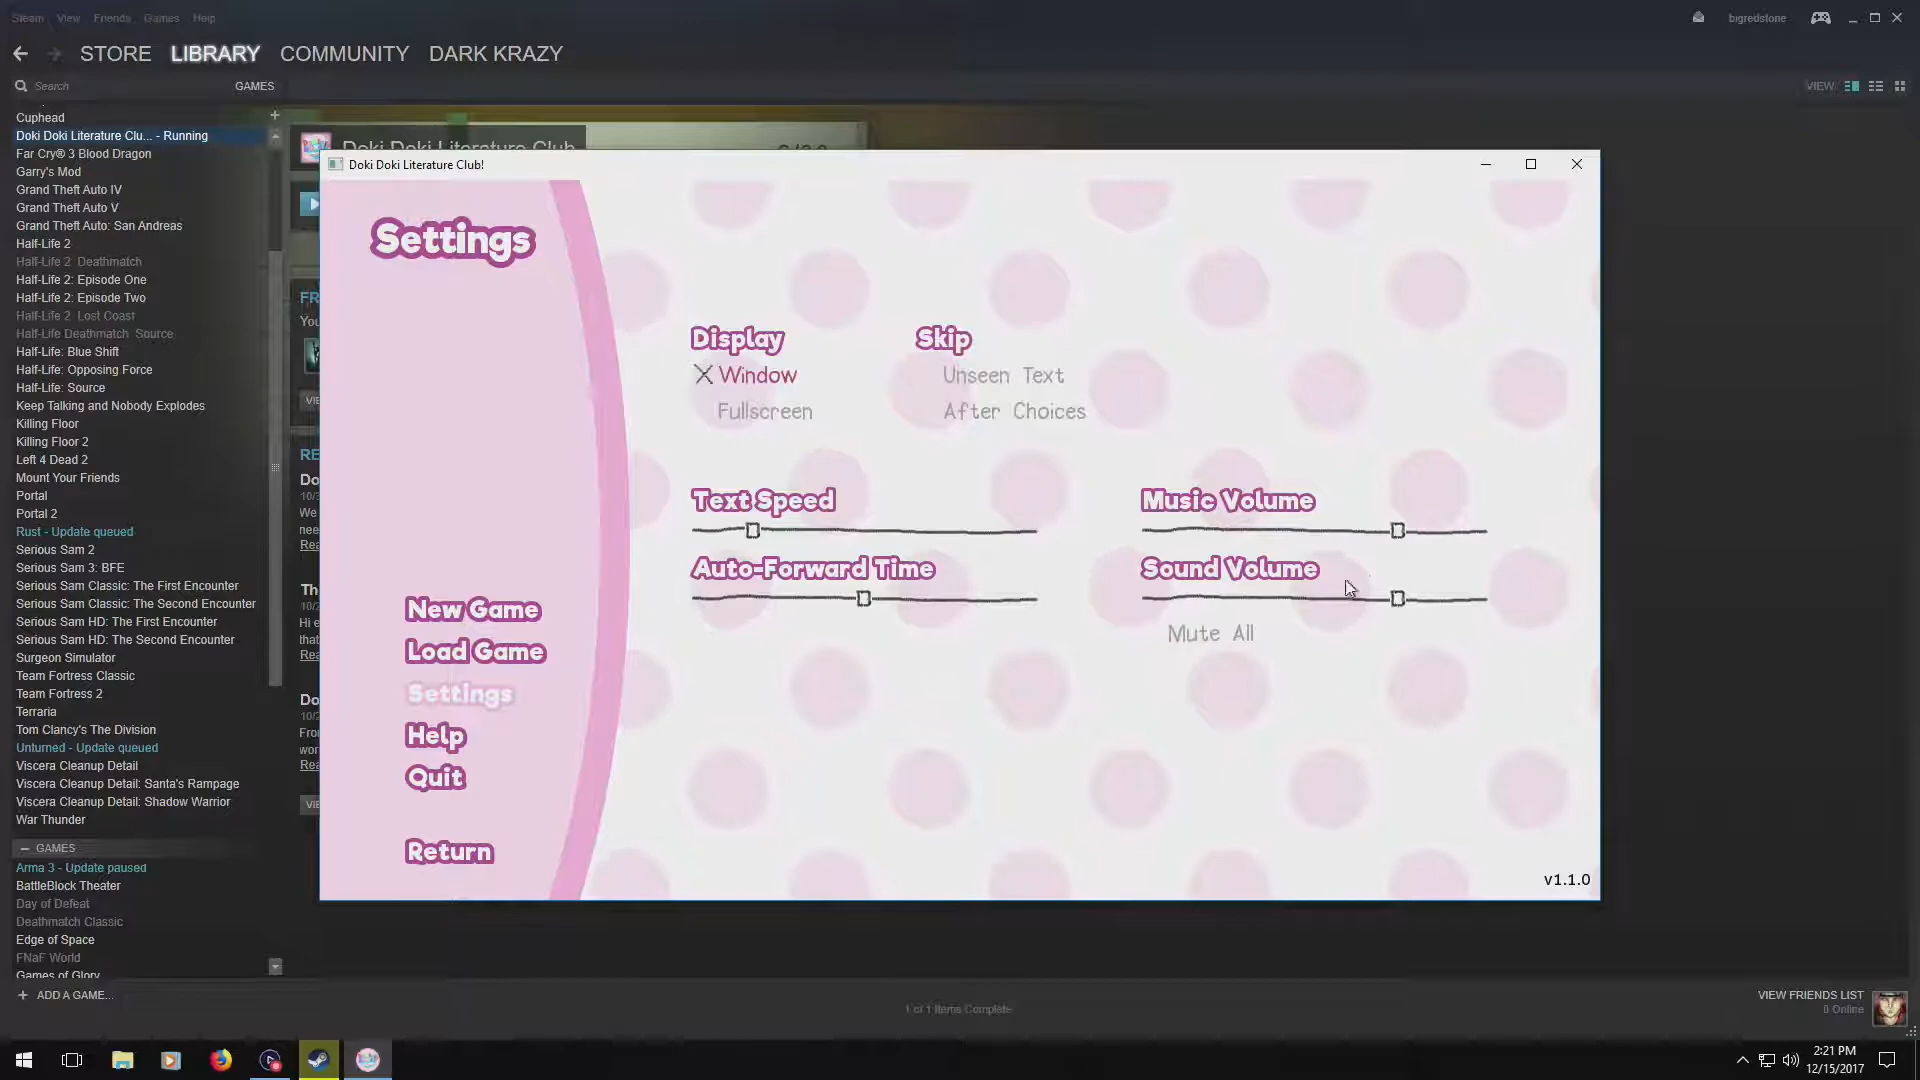 Steam View Friends Games Help
bigredstone
STORE LIBRARY COMMUNITY DARK KRAZY
Search GAMES
VIEW
Cuphead
Doki Doki Literature Clu... - Running
Far Cry® 3 Blood Dragon
Garry's Mod
Grand Theft Auto IV
Grand Theft Auto V
Grand Theft Auto: San Andreas
Half-Life 2
Half-Life 2: Deathmatch
Half-Life 2: Episode One
Half-Life 2: Episode Two
Half-Life 2: Lost Coast
Half-Life Deathmatch: Source
Half-Life: Blue Shift
Half-Life: Opposing Force
Half-Life: Source
Keep Talking and Nobody Explodes
Killing Floor
Killing Floor 2
Left 4 Dead 2
Mount Your Friends
Portal
Portal 2
Rust - Update queued
Serious Sam 2
Serious Sam 3: BFE
Serious Sam Classic: The First Encounter
Serious Sam Classic: The Second Encounter
Serious Sam HD: The First Encounter
Serious Sam HD: The Second Encounter
Surgeon Simulator
Team Fortress Classic
Team Fortress 2
Terraria
Tom Clancy's The Division
Unturned - Update queued
Viscera Cleanup Detail
Viscera Cleanup Detail: Santa's Rampage
Viscera Cleanup Detail: Shadow Warrior
War Thunder
GAMES
Arma 3 - Update paused
BattleBlock Theater
Day of Defeat
Deathmatch Classic
Edge of Space
FNaF World
Games of Glory
+ ADD A GAME...
Doki Doki Literature Club
Doki Doki Literature Club!
Settings
Display
Window
Fullscreen
Skip
Unseen Text
After Choices
Text Speed
Music Volume
Auto-Forward Time
Sound Volume
Mute All
New Game
Load Game
Settings
Help
Quit
Return
v1.1.0
1 of 1 Items Complete
VIEW FRIENDS LIST
0 Online
2:21 PM
12/15/2017